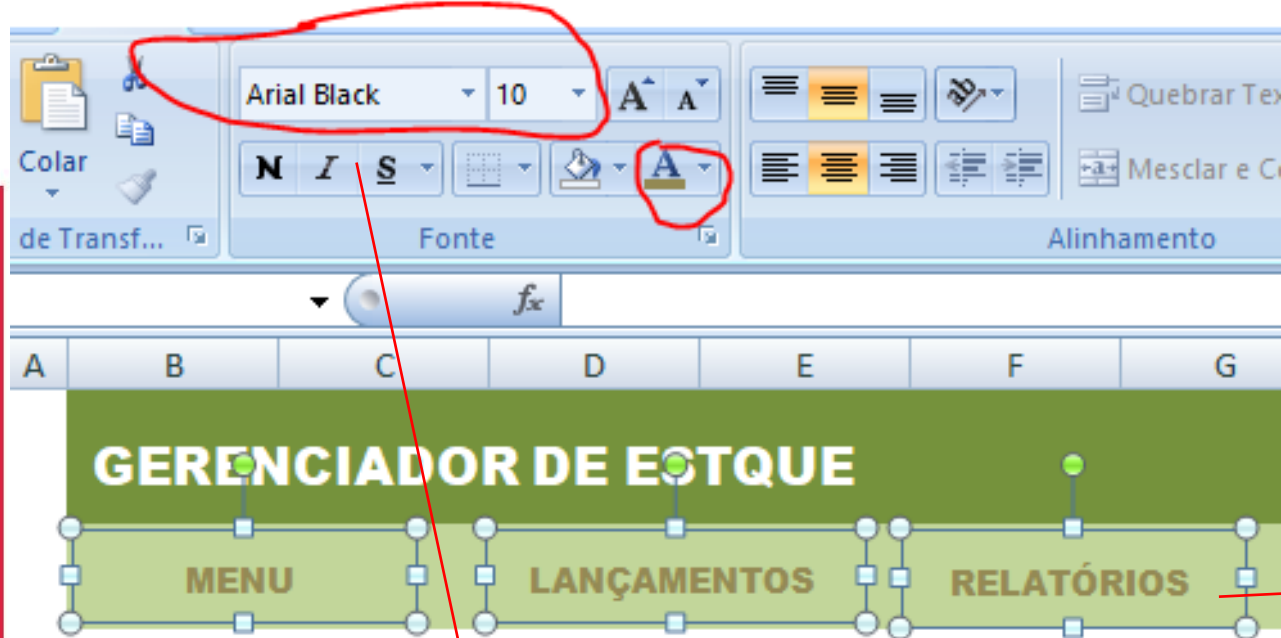 Arial Black 10 A A Quebrar Tex
Colar N I S A Mesclar e Ce
de Transf... Fonte Alinhamento
fx
A B C D E F G
GERENCIADOR DE ESTQUE
MENU LANÇAMENTOS RELATÓRIOS